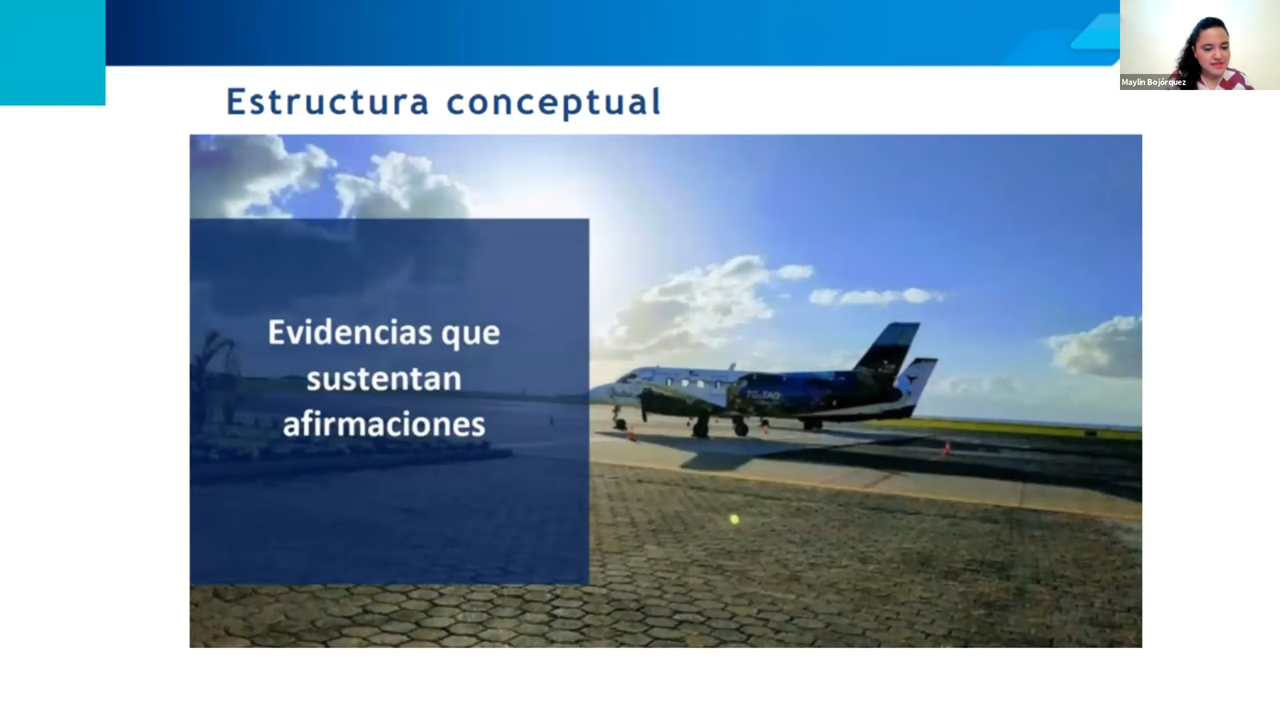 Maylin Bojórquez
Estructura conceptual
Evidencias que
sustentan
afirmaciones